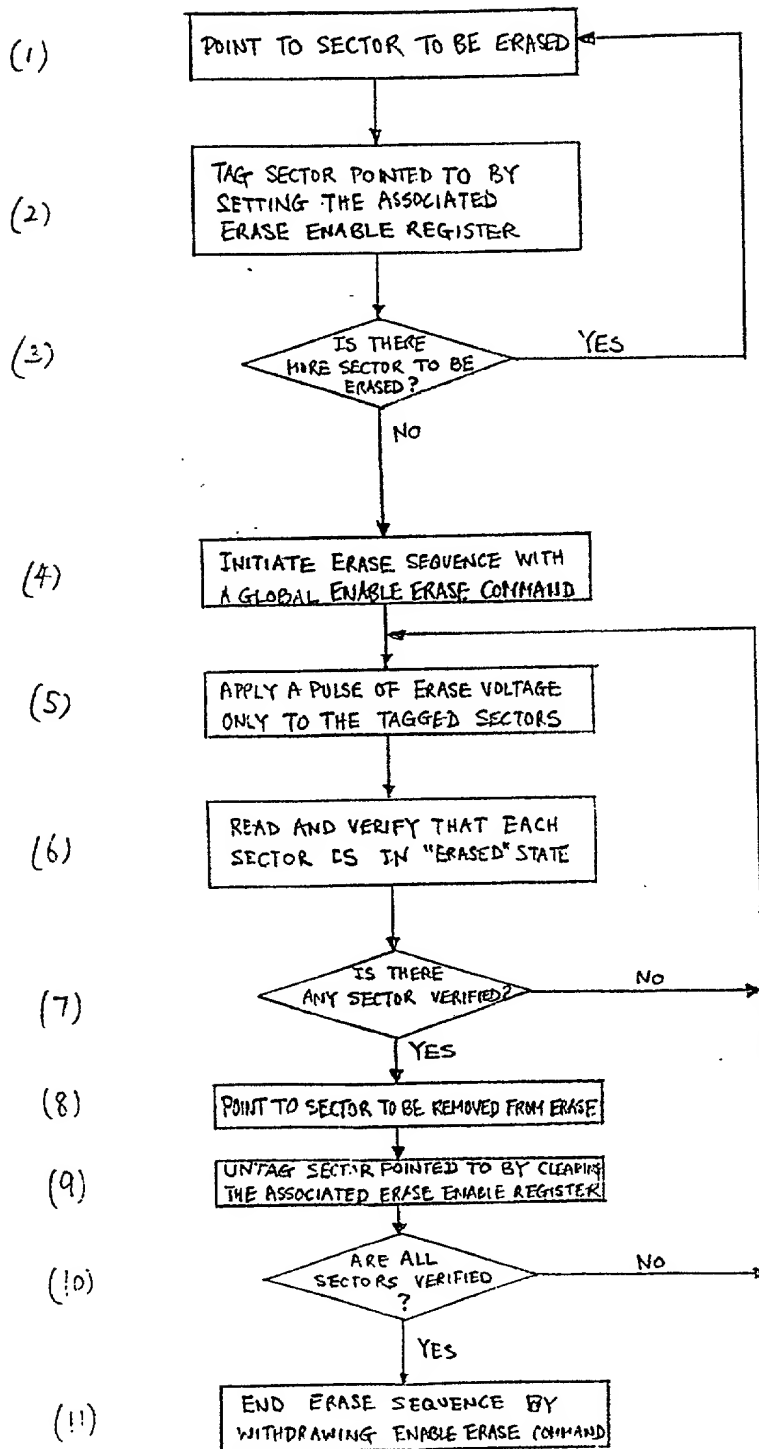 (1)
POINT TO SECTOR TO BE ERASED
(2)
TAG SECTOR POINTED TO BY
SETTING THE ASSOCIATED
ERASE ENABLE REGISTER
(3)
IS THERE
MORE SECTOR TO BE
ERASED?
YES
NO
(4)
INITIATE ERASE SEQUENCE WITH
A GLOBAL ENABLE ERASE COMMAND
(5)
APPLY A PULSE OF ERASE VOLTAGE
ONLY TO THE TAGGED SECTORS
(6)
READ AND VERIFY THAT EACH
SECTOR IS IN "ERASED" STATE
(7)
IS THERE
ANY SECTOR VERIFIED?
NO
YES
(8)
POINT TO SECTOR TO BE REMOVED FROM ERASE
(9)
UNTAG SECTOR POINTED TO BY CLEARING
THE ASSOCIATED ERASE ENABLE REGISTER
(10)
ARE ALL
SECTORS VERIFIED
?
NO
YES
(11)
END ERASE SEQUENCE BY
WITHDRAWING ENABLE ERASE COMMAND